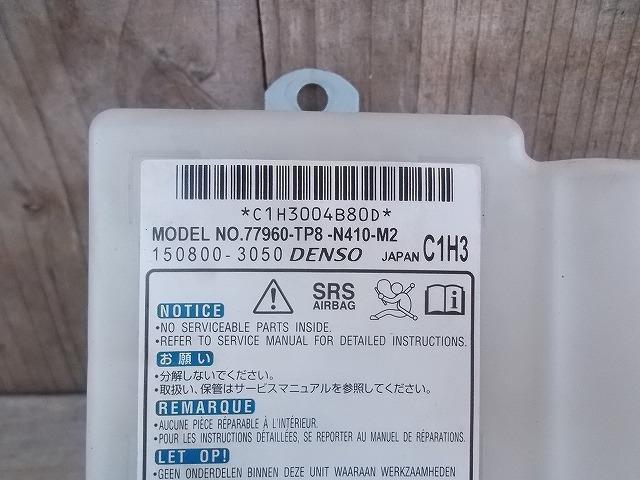 *C1H3004B80D*
MODEL NO.77960-TP8-N410-M2
150800-3050 DENSO JAPAN C1H3
NOTICE
SRS
AIRBAG
•NO SERVICEABLE PARTS INSIDE.
•REFER TO SERVICE MANUAL FOR DETAILED INSTRUCTIONS.
お願い
•分解しないでください。
•取扱い、保管はサービスマニュアルを参照してください。
REMARQUE
•AUCUNE PIÈCE RÉPARABLE À L'INTÉRIEUR.
•POUR LES INSTRUCTIONS DÉTAILLÉES, SE REPORTER AU MANUEL DE RÉPARATIONS.
LET OP!
•GEEN ONDERDELEN BINNEN DEZE UNIT WAARAAN WERKZAAMHEDEN